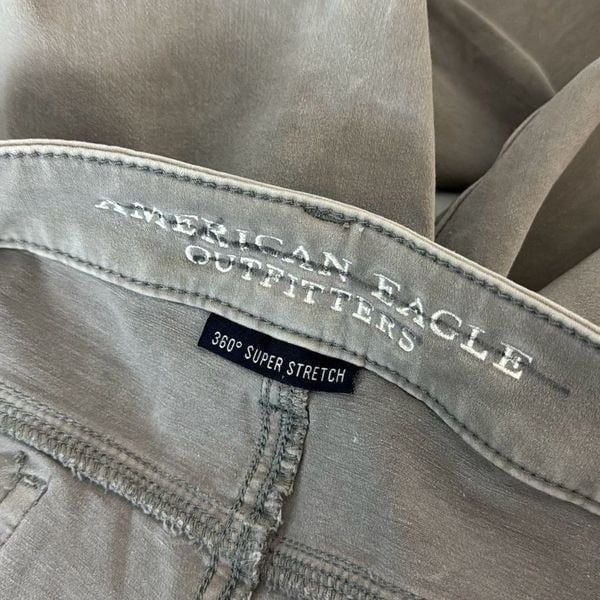 AMERICAN EAGLE
OUTFITTERS
360° SUPER STRETCH